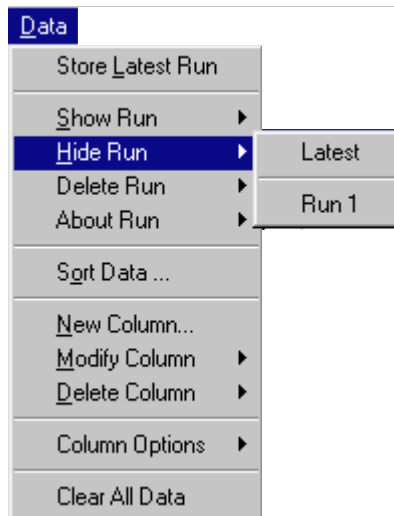 Data
Store Latest Run
Show Run
Hide Run
Latest
Delete Run
Run 1
About Run
Sort Data ...
New Column...
Modify Column
Delete Column
Column Options
Clear All Data